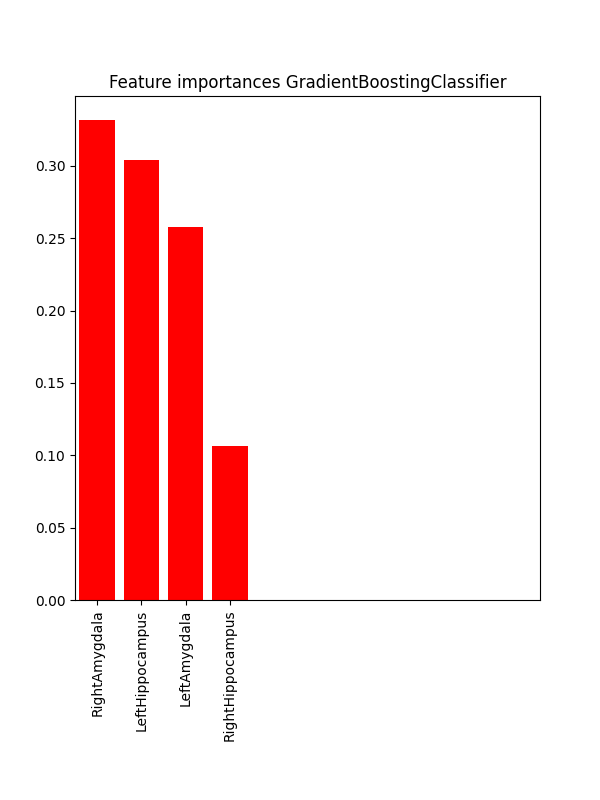 Feature importances GradientBoostingClassifier
0.30
0.25
0.20
0.15
0.10
0.05
0.00
RightAmygdala
LeftHippocampus
LeftAmygdala
RightHippocampus